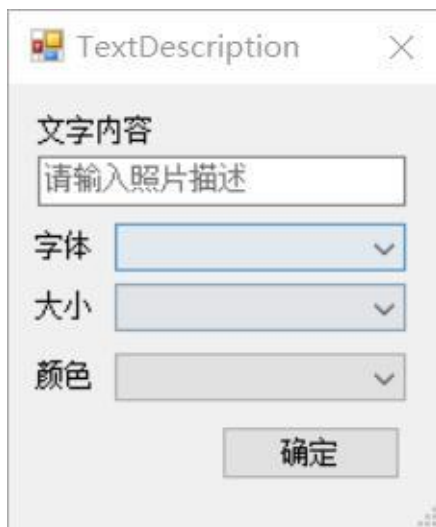 TextDescription
文字内容
请输入照片描述
字体
大小
颜色
确定